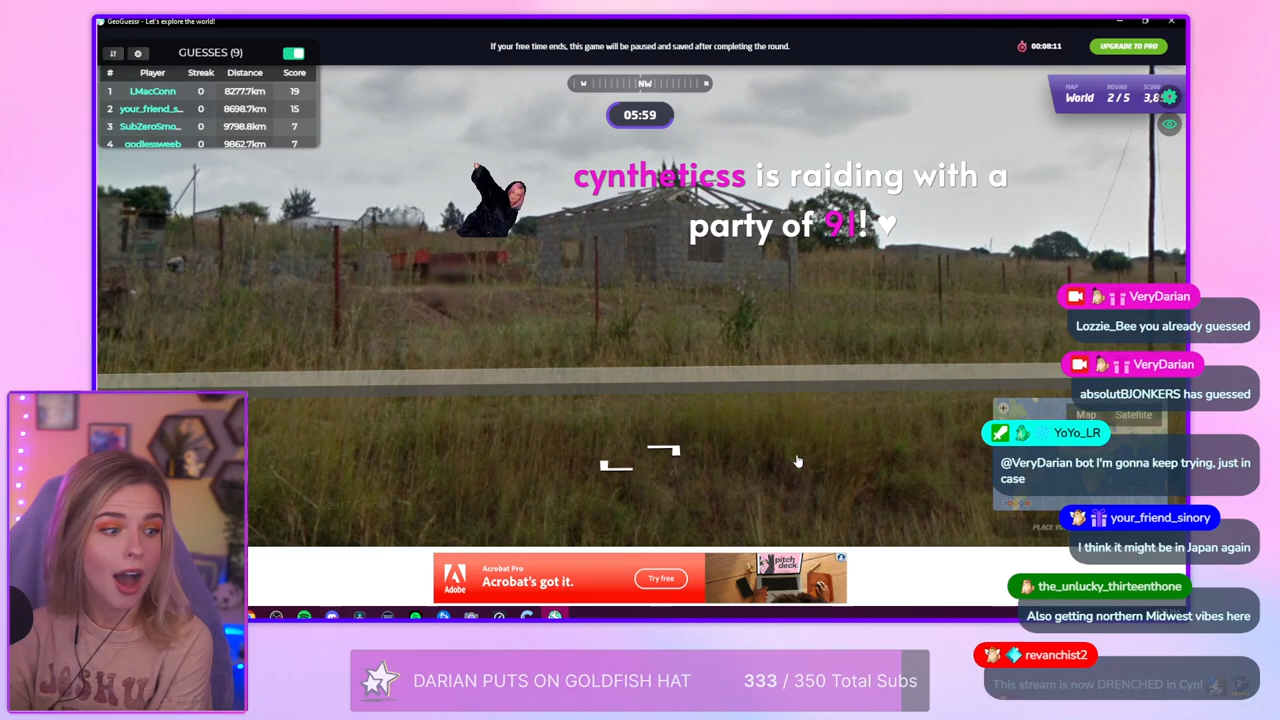 GeoGuessr - Let's explore the world!
GUESSES (9)
If your free time ends, this game will be paused and saved after completing the round.
00:08:11
UPGRADE TO PRO
# Player Streak Distance Score
1 LMacConn 0 8277.7km 19
2 your_friend_s... 0 8698.7km 15
3 SubZeroSmo... 0 9798.8km 7
4 godlessweeb 0 9862.7km 7
W NW N
05:59
MAP ROUND
World 2 / 5
cyntheticss is raiding with a
party of 91! ♥
VeryDarian
Lozzie_Bee you already guessed
VeryDarian
absolutBJONKERS has guessed
Map Satellite
YoYo_LR
@VeryDarian bot I'm gonna keep trying, just in
case
Google
your_friend_sinory
I think it might be in Japan again
the_unlucky_thirteenthone
Also getting northern Midwest vibes here
revanchist2
This stream is now DRENCHED in Cyn!
Adobe
Acrobat Pro
Acrobat's got it.
Try free
pitch
deck
JOSHU
DARIAN PUTS ON GOLDFISH HAT 333 / 350 Total Subs